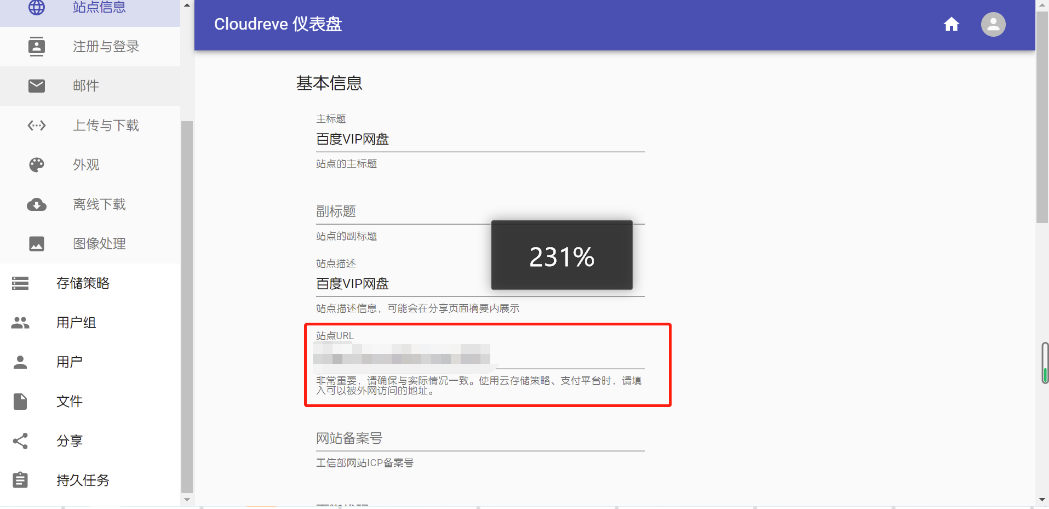 站点信息
注册与登录
邮件
上传与下载
外观
离线下载
图像处理
存储策略
用户组
用户
文件
分享
持久任务
Cloudreve 仪表盘
基本信息
主标题
百度VIP网盘
站点的主标题
副标题
站点的副标题
231%
站点描述
百度VIP网盘
站点描述信息，可能会在分享页面摘要内展示
站点URL
非常重要，请确保与实际情况一致。使用云存储策略、支付平台时，请填
入可以被外网访问的地址。
网站备案号
工信部网站ICP备案号